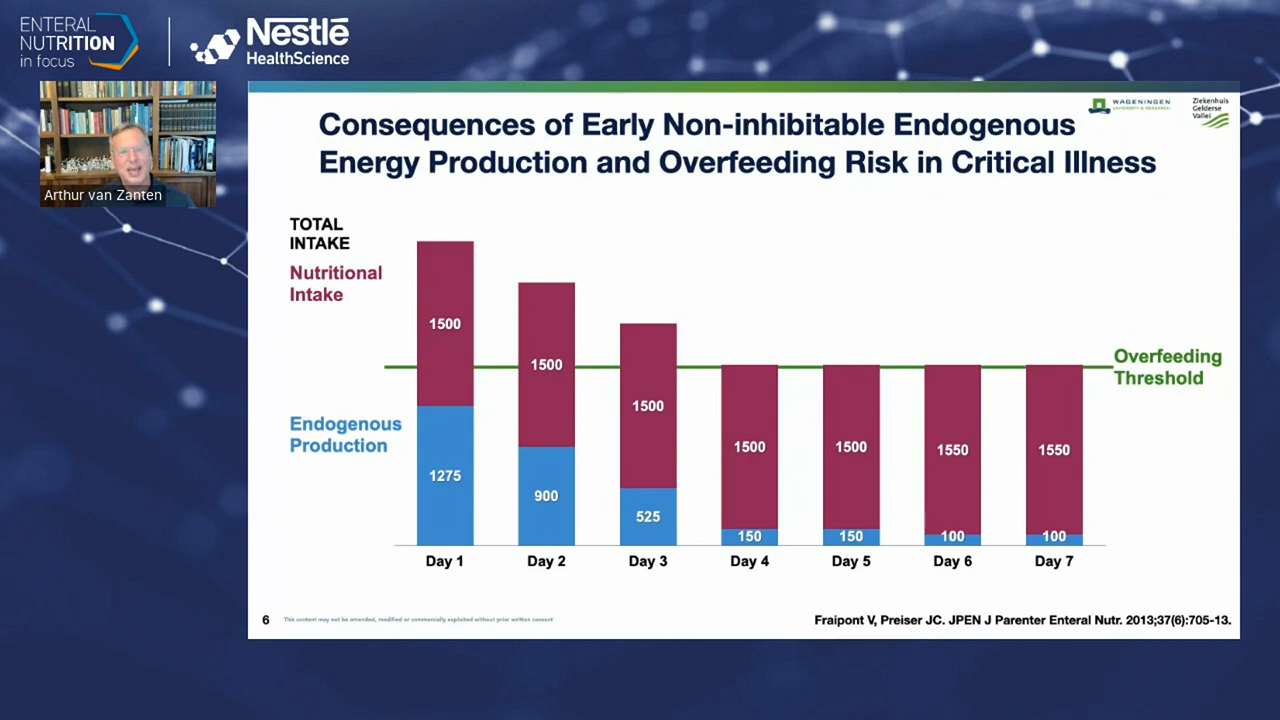 ENTERAL
NUTRITION
in focus
Nestlé
HealthScience
Arthur van Zanten
WAGENINGEN
UNIVERSITY & RESEARCH
Ziekenhuis
Gelderse
Vallei
Consequences of Early Non-inhibitable Endogenous
Energy Production and Overfeeding Risk in Critical Illness
TOTAL
INTAKE
Nutritional
Intake
Endogenous
Production
Overfeeding
Threshold
1500
1500
1500
1500
1500
1550
1550
1275
900
525
150
150
100
100
Day 1
Day 2
Day 3
Day 4
Day 5
Day 6
Day 7
6
This content may not be amended, modified or commercially exploited without prior written consent
Fraipont V, Preiser JC. JPEN J Parenter Enteral Nutr. 2013;37(6):705-13.